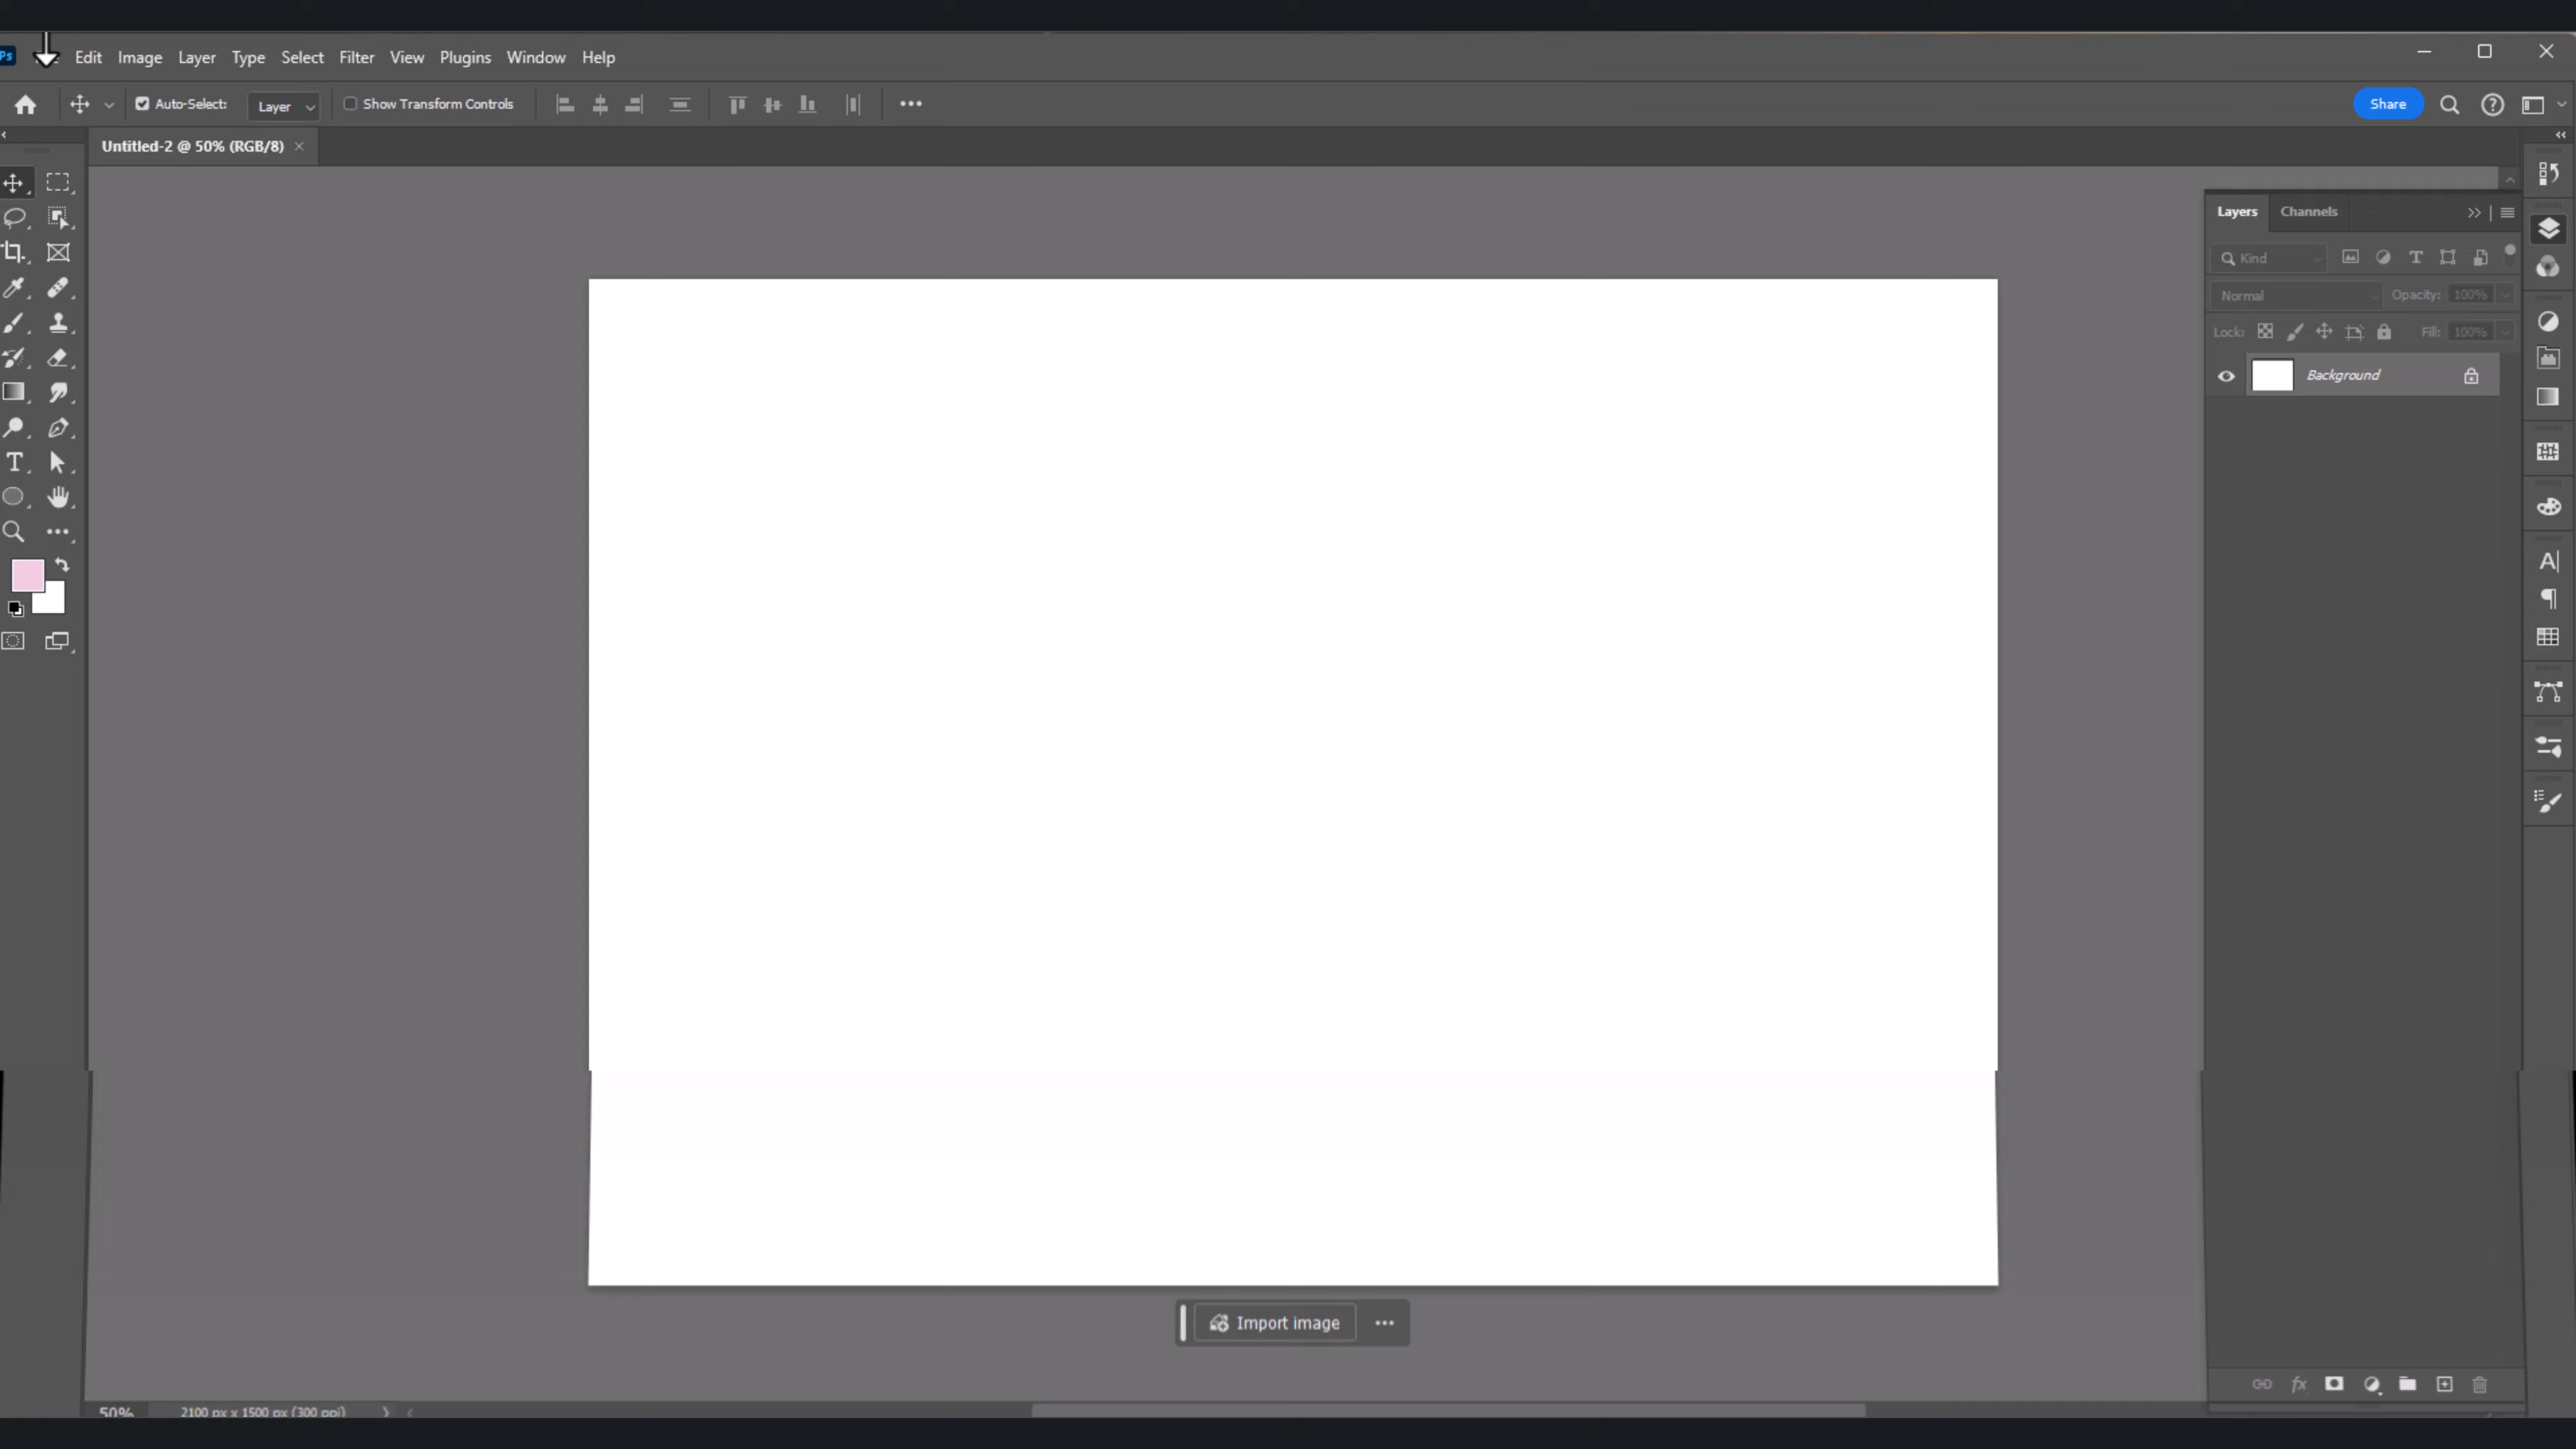 Ps Edit Image Layer Type Select Filter View Plugins Window Help
Auto-Select: Layer Show Transform Controls Share
Untitled-2 @ 50% (RGB/8)
Layers Channels
Kind
Normal Opacity: 100%
Lock: Fill: 100%
Background
Import image
50% 2100 px x 1500 px (300 ppi)